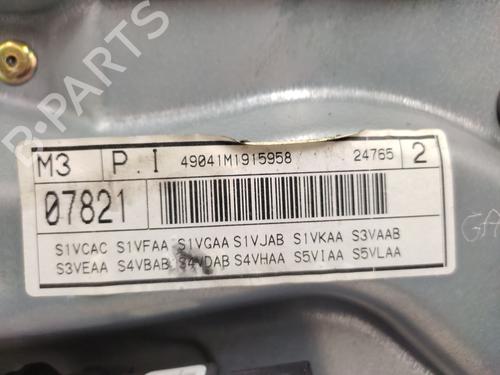 B-PARTS
M3 P.I 49041M1915958 24765 2
07821
S1VCAC S1VFAA S1VGAA S1VJAB S1VKAA S3VAAB
S3VEAA S4VBAB S4VDAB S4VHAA S5VIAA S5VLAA